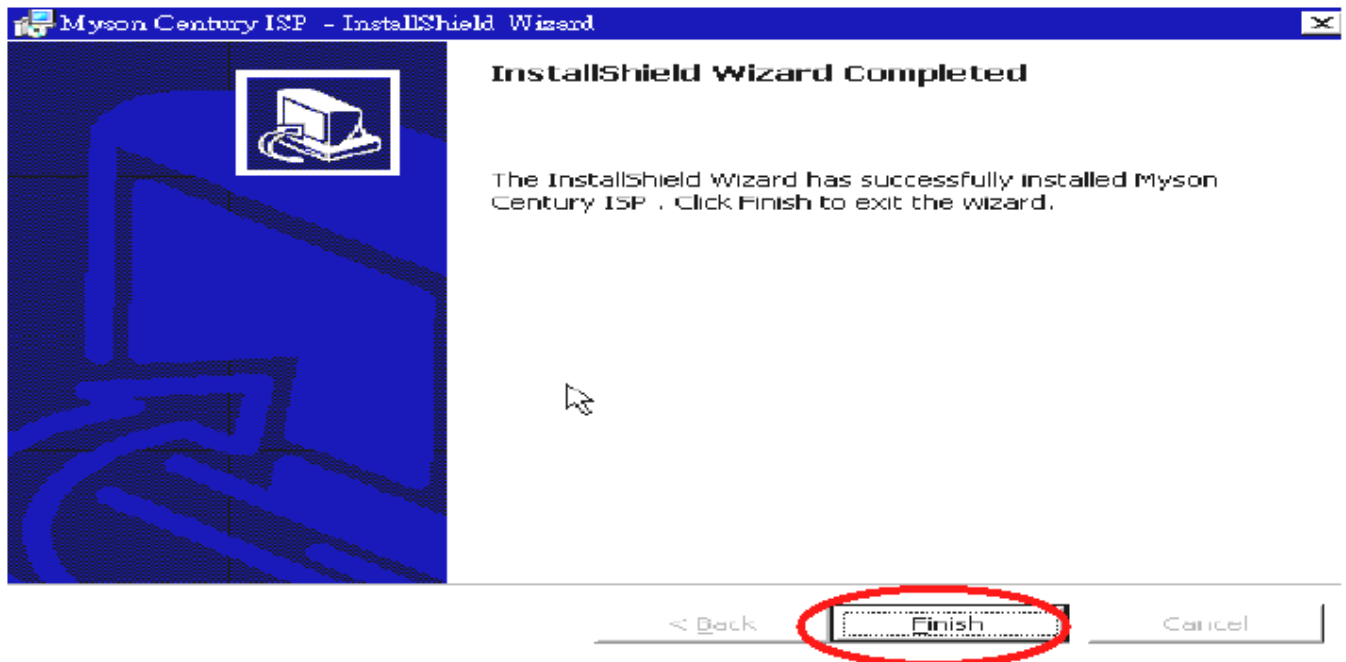 Myson Century ISP - InstallShield Wizard
InstallShield Wizard Completed
The InstallShield Wizard has successfully installed Myson
Century ISP . Click Finish to exit the wizard.
< Back
Finish
Cancel